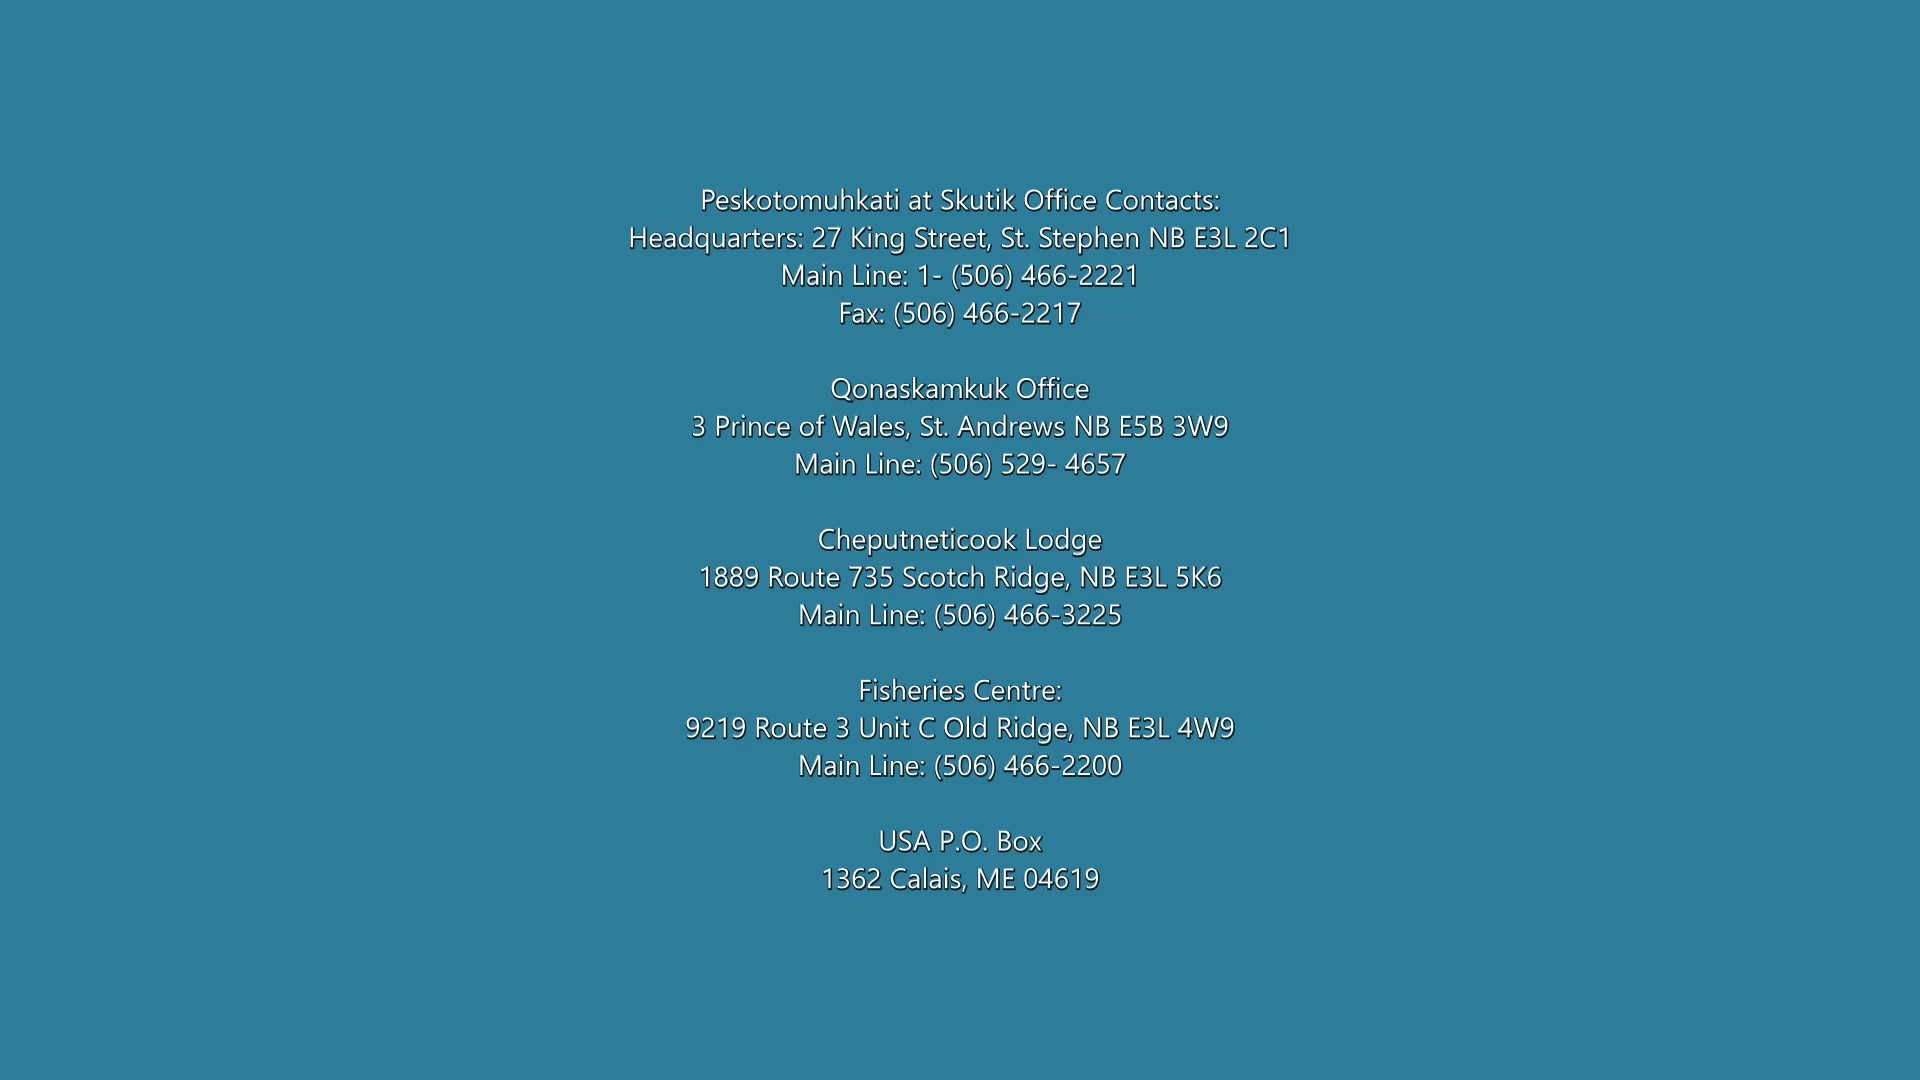 Peskotomuhkati at Skutik Office Contacts:
Headquarters: 27 King Street, St. Stephen NB E3L 2C1
Main Line: 1- (506) 466-2221
Fax: (506) 466-2217
Qonaskamkuk Office
3 Prince of Wales, St. Andrews NB E5B 3W9
Main Line: (506) 529- 4657
Cheputneticook Lodge
1889 Route 735 Scotch Ridge, NB E3L 5K6
Main Line: (506) 466-3225
Fisheries Centre:
9219 Route 3 Unit C Old Ridge, NB E3L 4W9
Main Line: (506) 466-2200
USA P.O. Box
1362 Calais, ME 04619